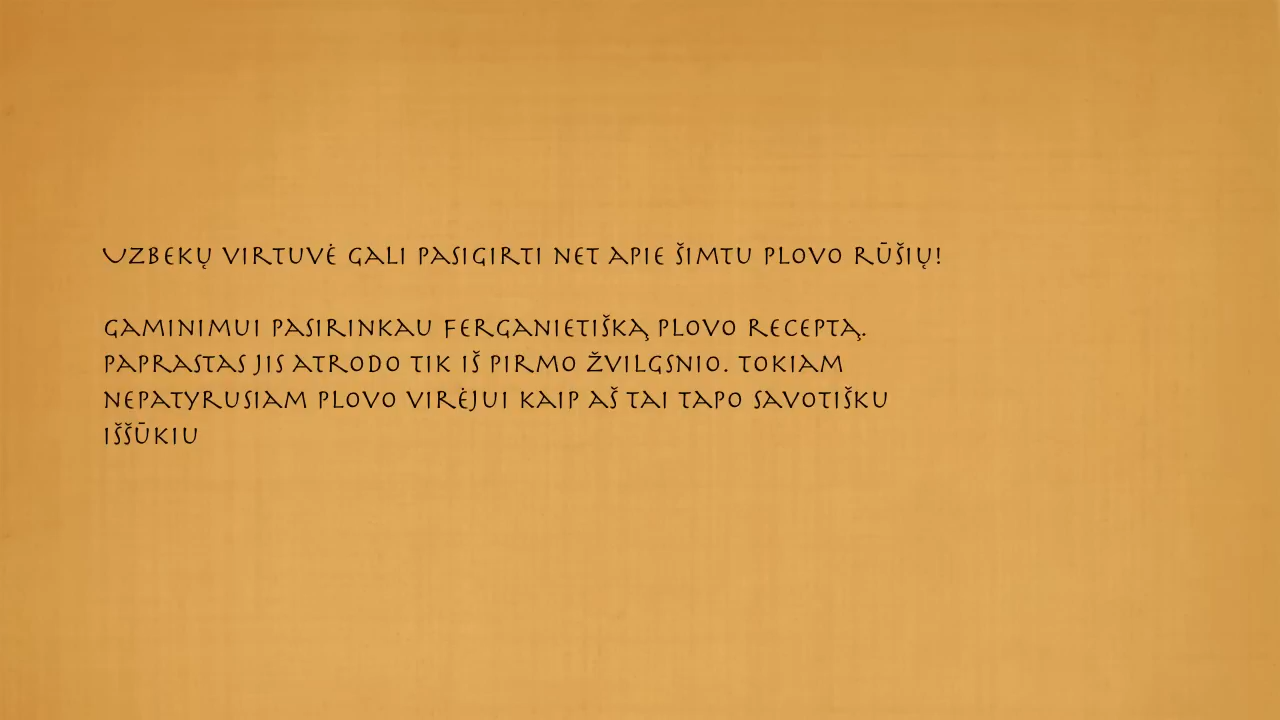 Uzbekų virtuvė gali pasigirti net apie šimtu plovo rūšių!
Gaminimui pasirinkau ferganietišką plovo receptą.
Paprastas jis atrodo tik iš pirmo žvilgsnio. Tokiam
nepatyrusiam plovo virėjui kaip aš tai tapo savotišku
iššūkiu